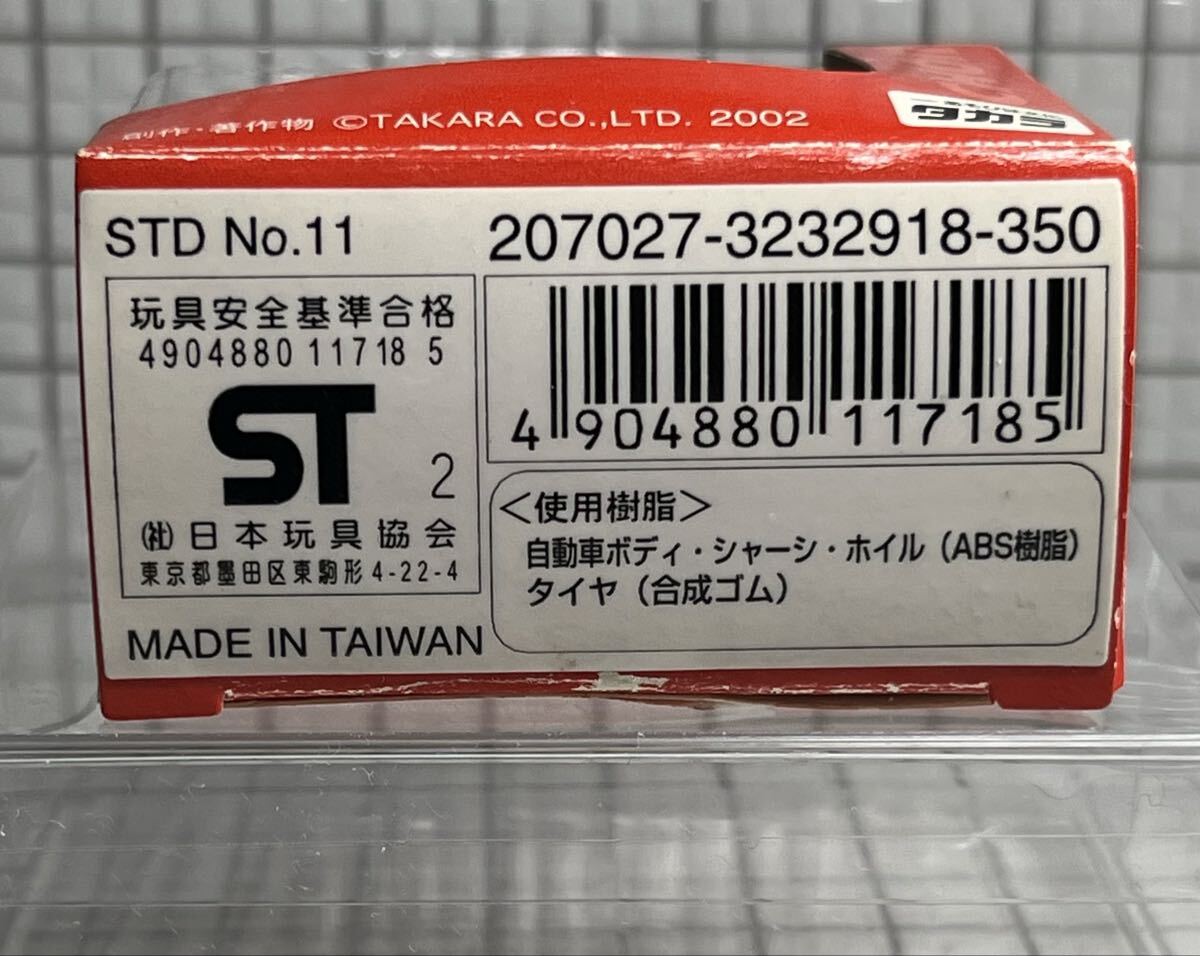 創作・著作物 ©TAKARA CO.,LTD. 2002
タカラ
STD No.11
207027-3232918-350
玩具安全基準合格
4904880 11718 5
ST
2
(社)日本玩具協会
東京都墨田区東駒形4-22-4
MADE IN TAIWAN
4 904880 117185
<使用樹脂>
自動車ボディ・シャーシ・ホイル(ABS樹脂)
タイヤ(合成ゴム)